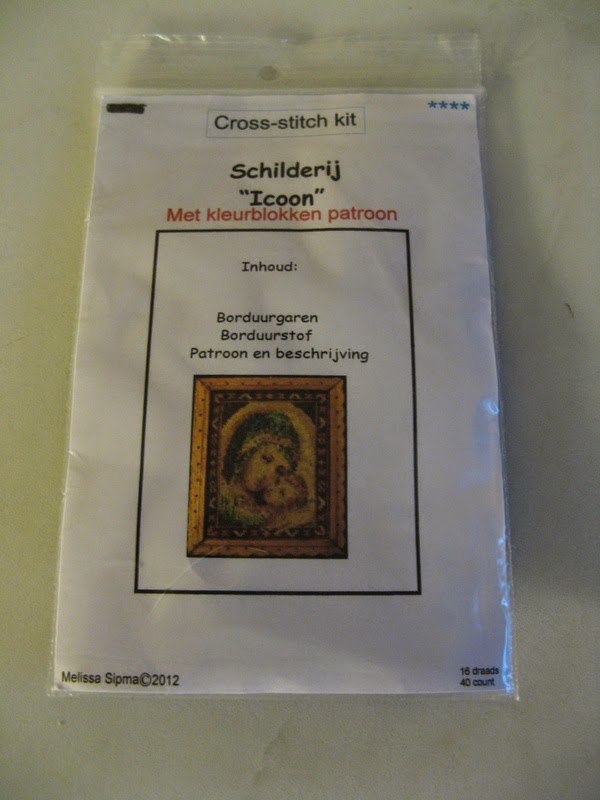 ****
Cross-stitch kit
Schilderij
"Icoon"
Met kleurblokken patroon
Inhoud:
Borduurgaren
Borduurstof
Patroon en beschrijving
Melissa Sipma©2012
16 draads
40 count